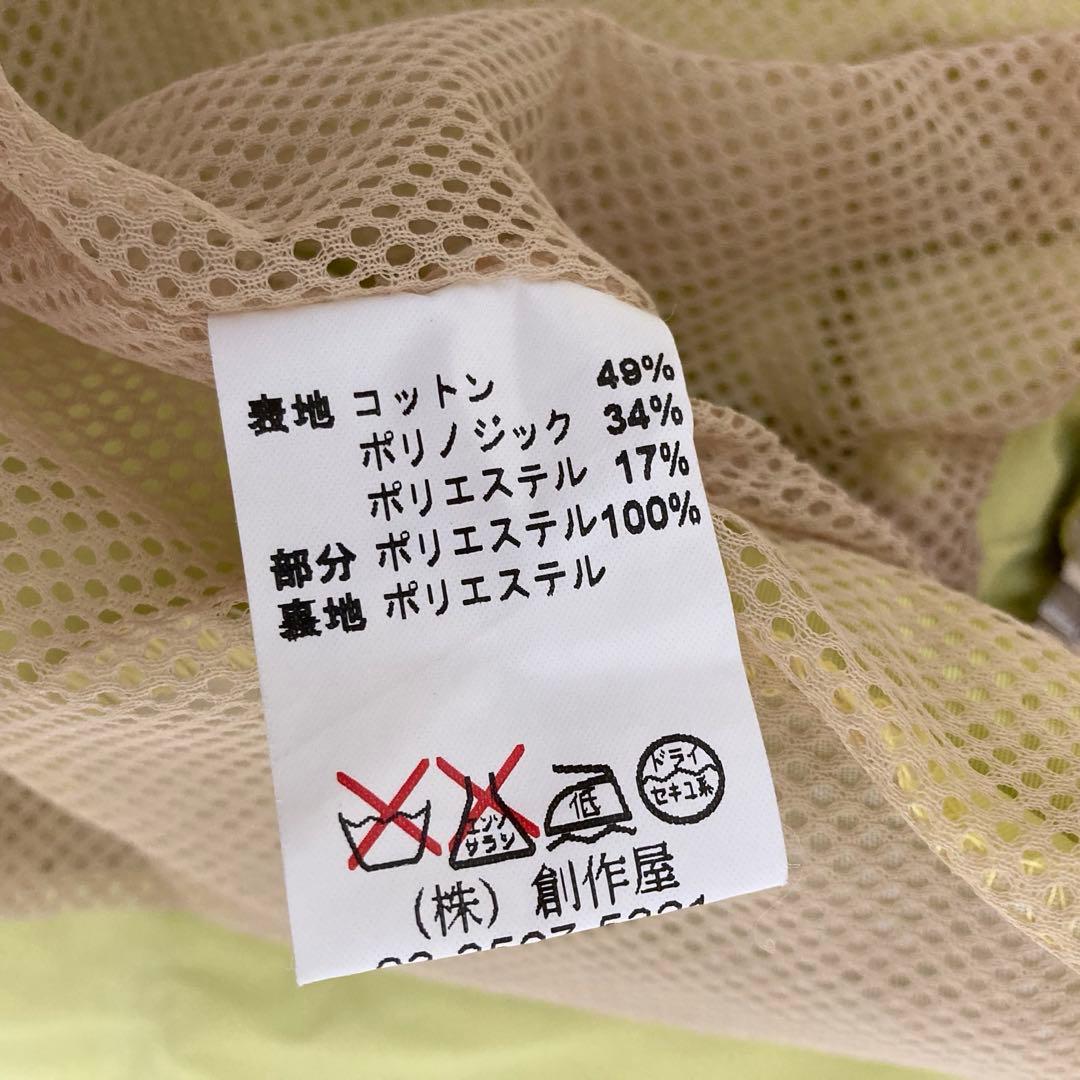 表地 コットン 49%
ポリノジック 34%
ポリエステル 17%
部分 ポリエステル100%
裏地 ポリエステル
エンソ
サラシ
低
ドライ
セキユ系
(株) 創作屋